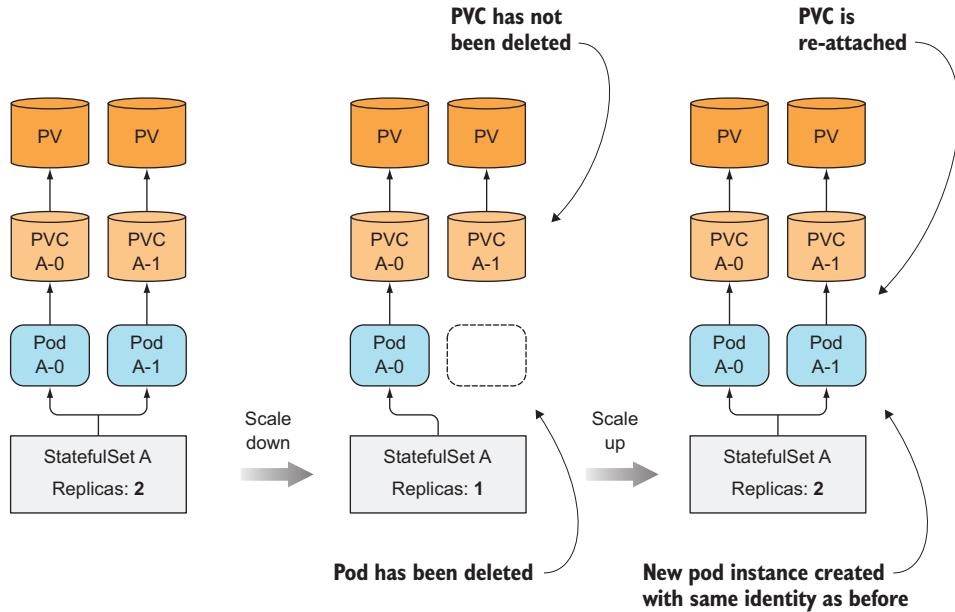 PVC has not
been deleted
PVC is
re-attached
PV
PV
PV
PV
PV
PV
PVC
A-0
PVC
A-1
PVC
A-0
PVC
A-1
PVC
A-0
PVC
A-1
Pod
A-0
Pod
A-1
Pod
A-0
Pod
A-0
Pod
A-1
Scale
down
Scale
up
StatefulSet A
Replicas: 2
StatefulSet A
Replicas: 1
StatefulSet A
Replicas: 2
Pod has been deleted
New pod instance created
with same identity as before